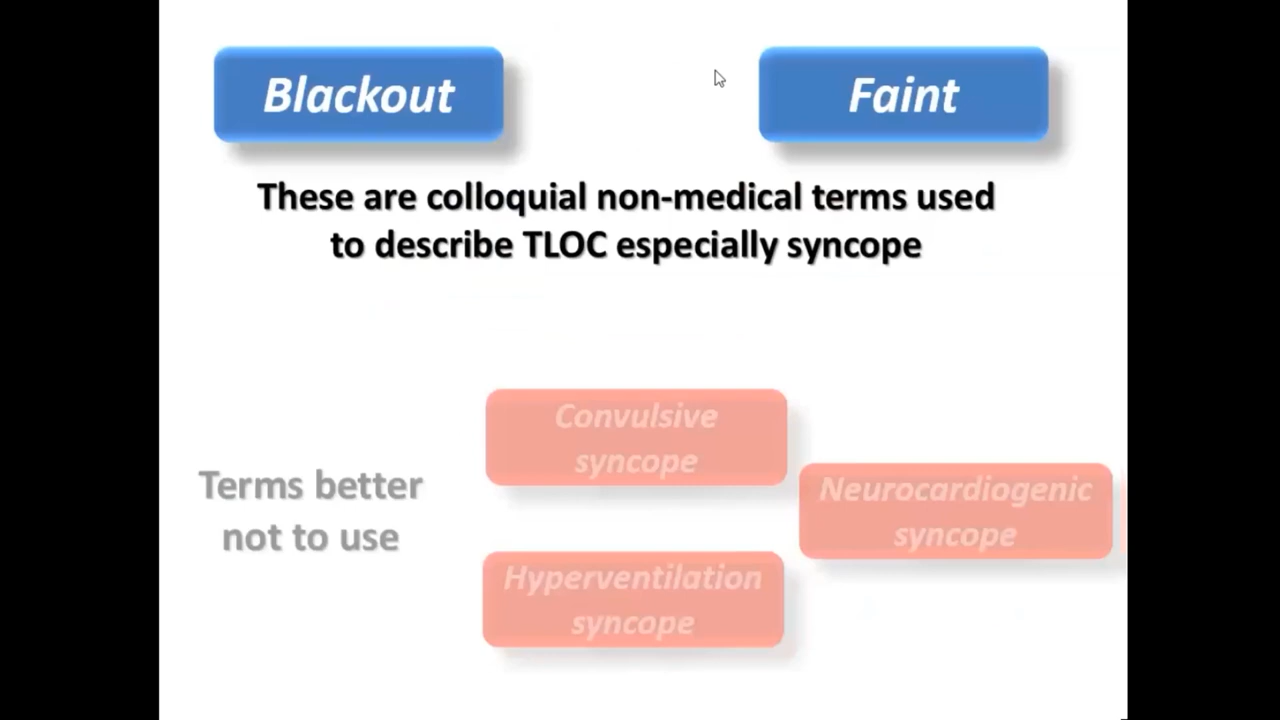 Blackout
Faint
These are colloquial non-medical terms used
to describe TLOC especially syncope
Terms better
not to use
Convulsive
syncope
Neurocardiogenic
syncope
Hyperventilation
syncope